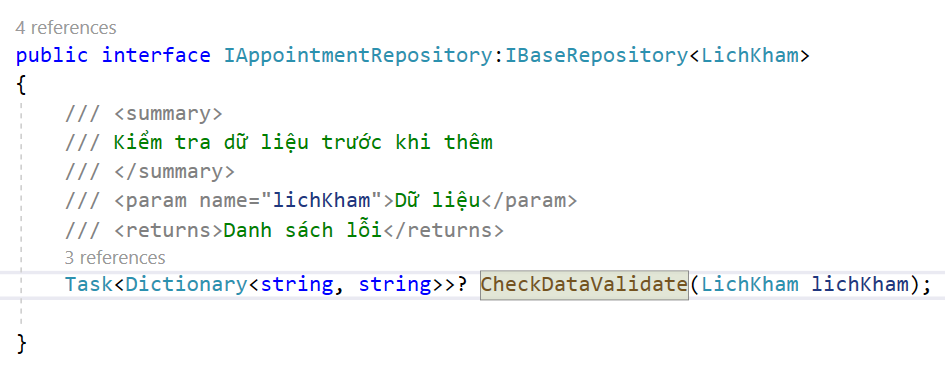 4 references
public interface IAppointmentRepository:IBaseRepository<LichKham>
{
/// <summary>
/// Kiểm tra dữ liệu trước khi thêm
/// </summary>
/// <param name="lichKham">Dữ liệu</param>
/// <returns>Danh sách lỗi</returns>
3 references
Task<Dictionary<string, string>>? CheckDataValidate(LichKham lichKham);
}